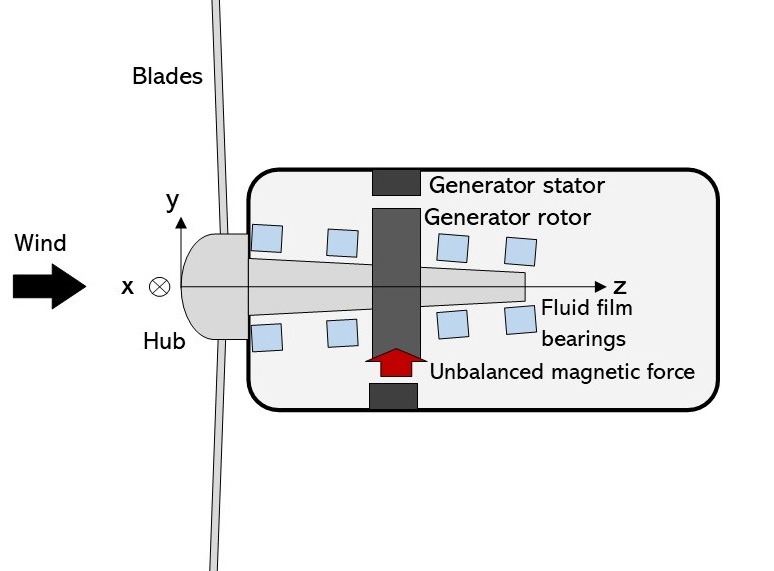 Blades
Generator stator
y
Generator rotor
Wind
x
z
Fluid film
bearings
Hub
Unbalanced magnetic force